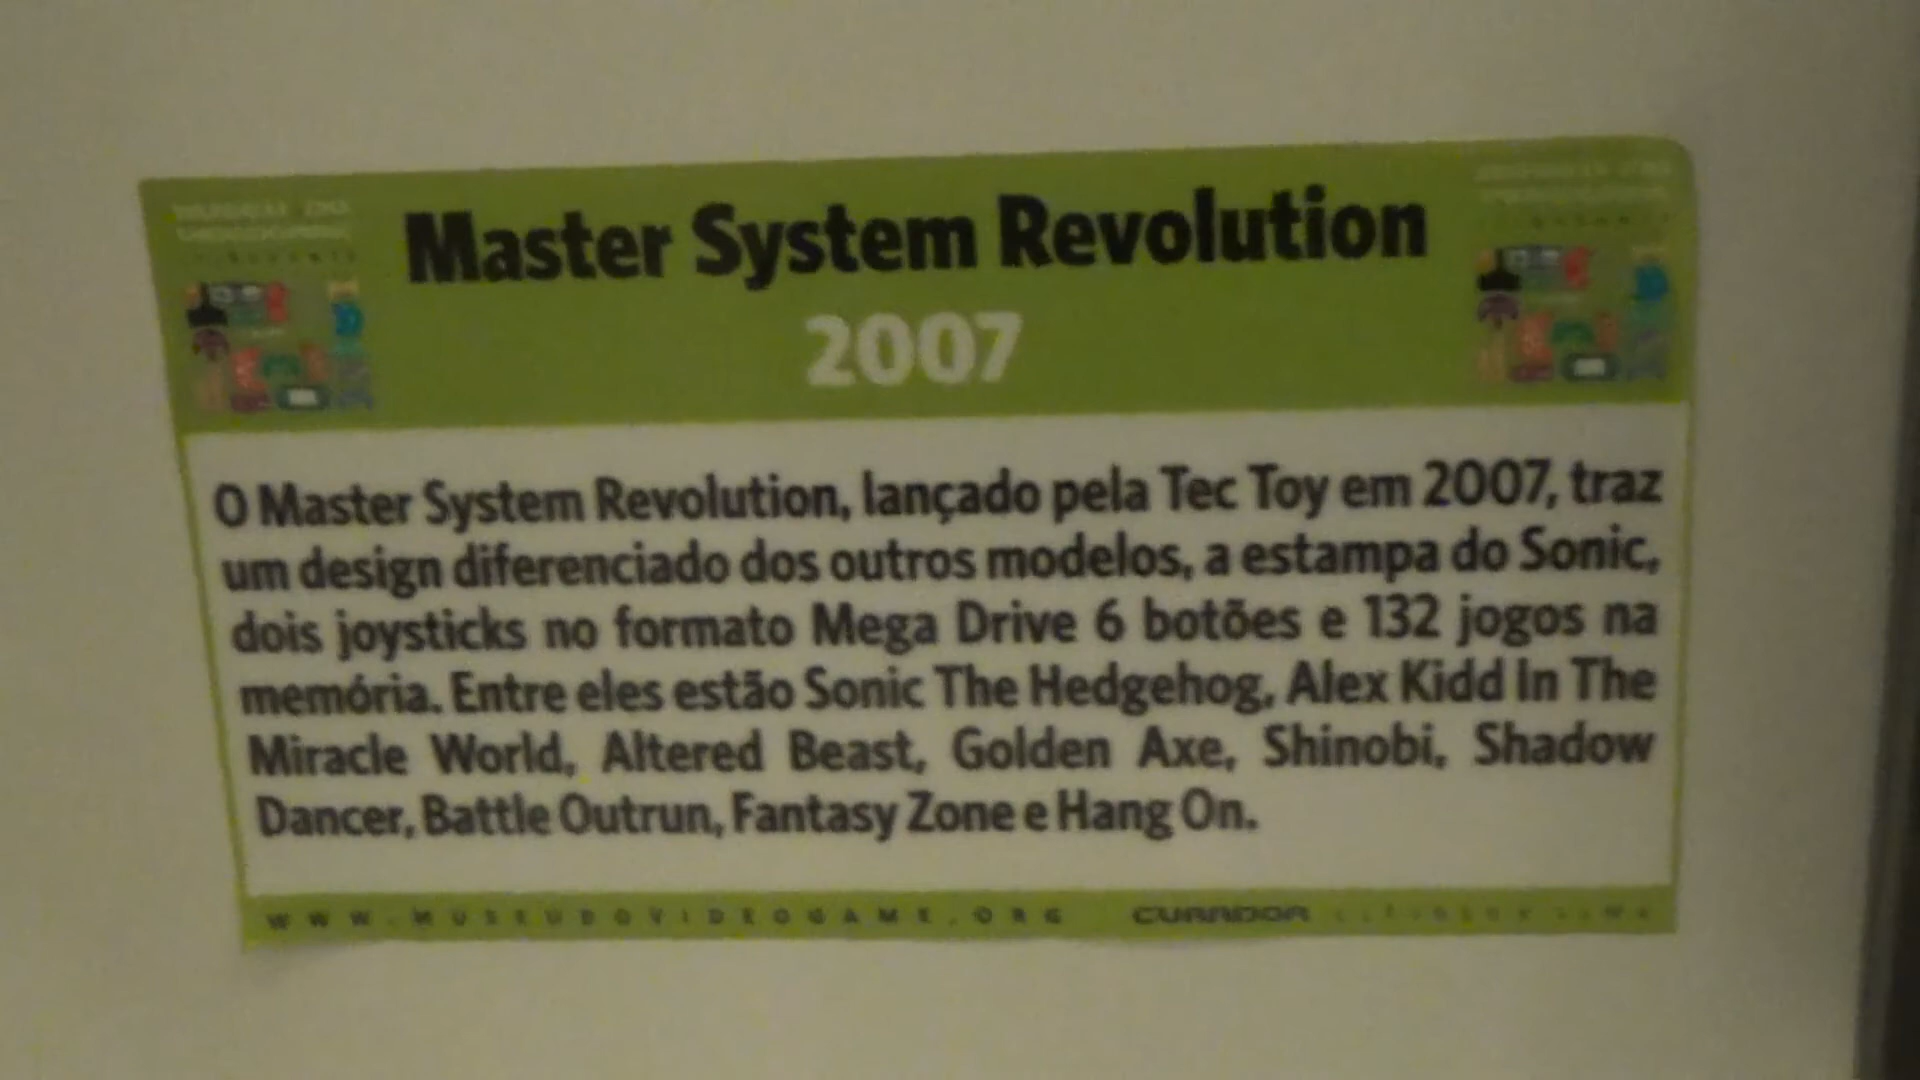 Master System Revolution
2007
O Master System Revolution, lançado pela Tec Toy em 2007, traz
um design diferenciado dos outros modelos, a estampa do Sonic,
dois joysticks no formato Mega Drive 6 botões e 132 jogos na
memória. Entre eles estão Sonic The Hedgehog, Alex Kidd In The
Miracle World, Altered Beast, Golden Axe, Shinobi, Shadow
Dancer, Battle Outrun, Fantasy Zone e Hang On.
WWW.MUSEUDOVIDEOGAME.ORG CURADOR